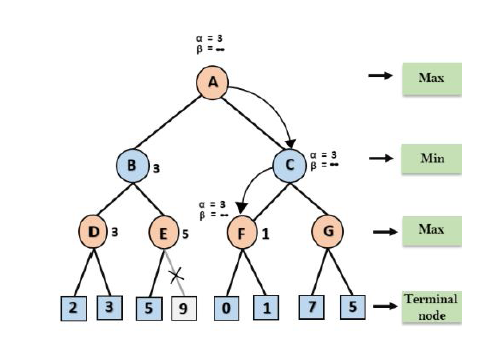 α = 3
β = ∞
A
Max
B 3
C
α = 3
β = ∞
Min
α = 3
β = ∞
D 3
E 5
F 1
G
Max
2 3 5 9 0 1 7 5
Terminal
node